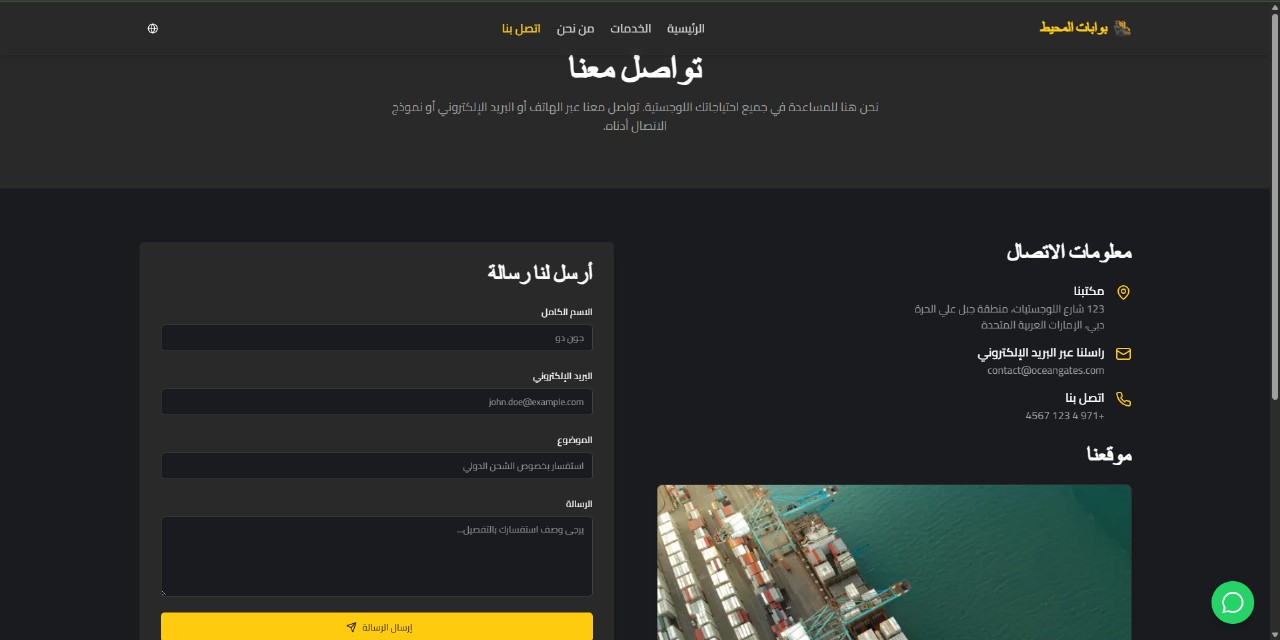 بوابات المحيط
الرئيسية
الخدمات
من نحن
اتصل بنا
تواصل معنا
نحن هنا للمساعدة في جميع احتياجاتك اللوجستية. تواصل معنا عبر الهاتف أو البريد الإلكتروني أو نموذج
الاتصال أدناه.
معلومات الاتصال
مكتبنا
123 شارع اللوجستيات، منطقة جبل علي الحرة
دبي، الإمارات العربية المتحدة
راسلنا عبر البريد الإلكتروني
contact@oceangates.com
اتصل بنا
+971 4 123 4567
موقعنا
أرسل لنا رسالة
الاسم الكامل
جون دو
البريد الإلكتروني
john.doe@example.com
الموضوع
استفسار بخصوص الشحن الدولي
الرسالة
يرجى وصف استفسارك بالتفصيل...
إرسال الرسالة